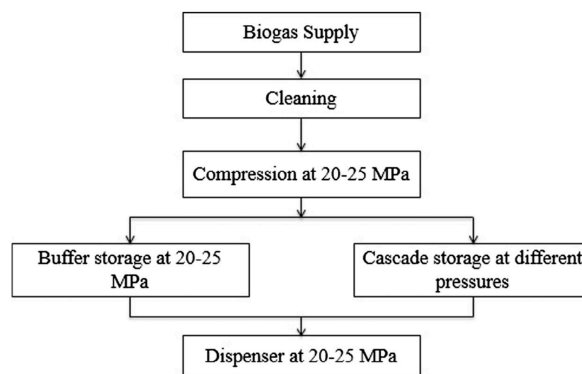 Biogas Supply
Cleaning
Compression at 20-25 MPa
Buffer storage at 20-25
MPa
Cascade storage at different
pressures
Dispenser at 20-25 MPa